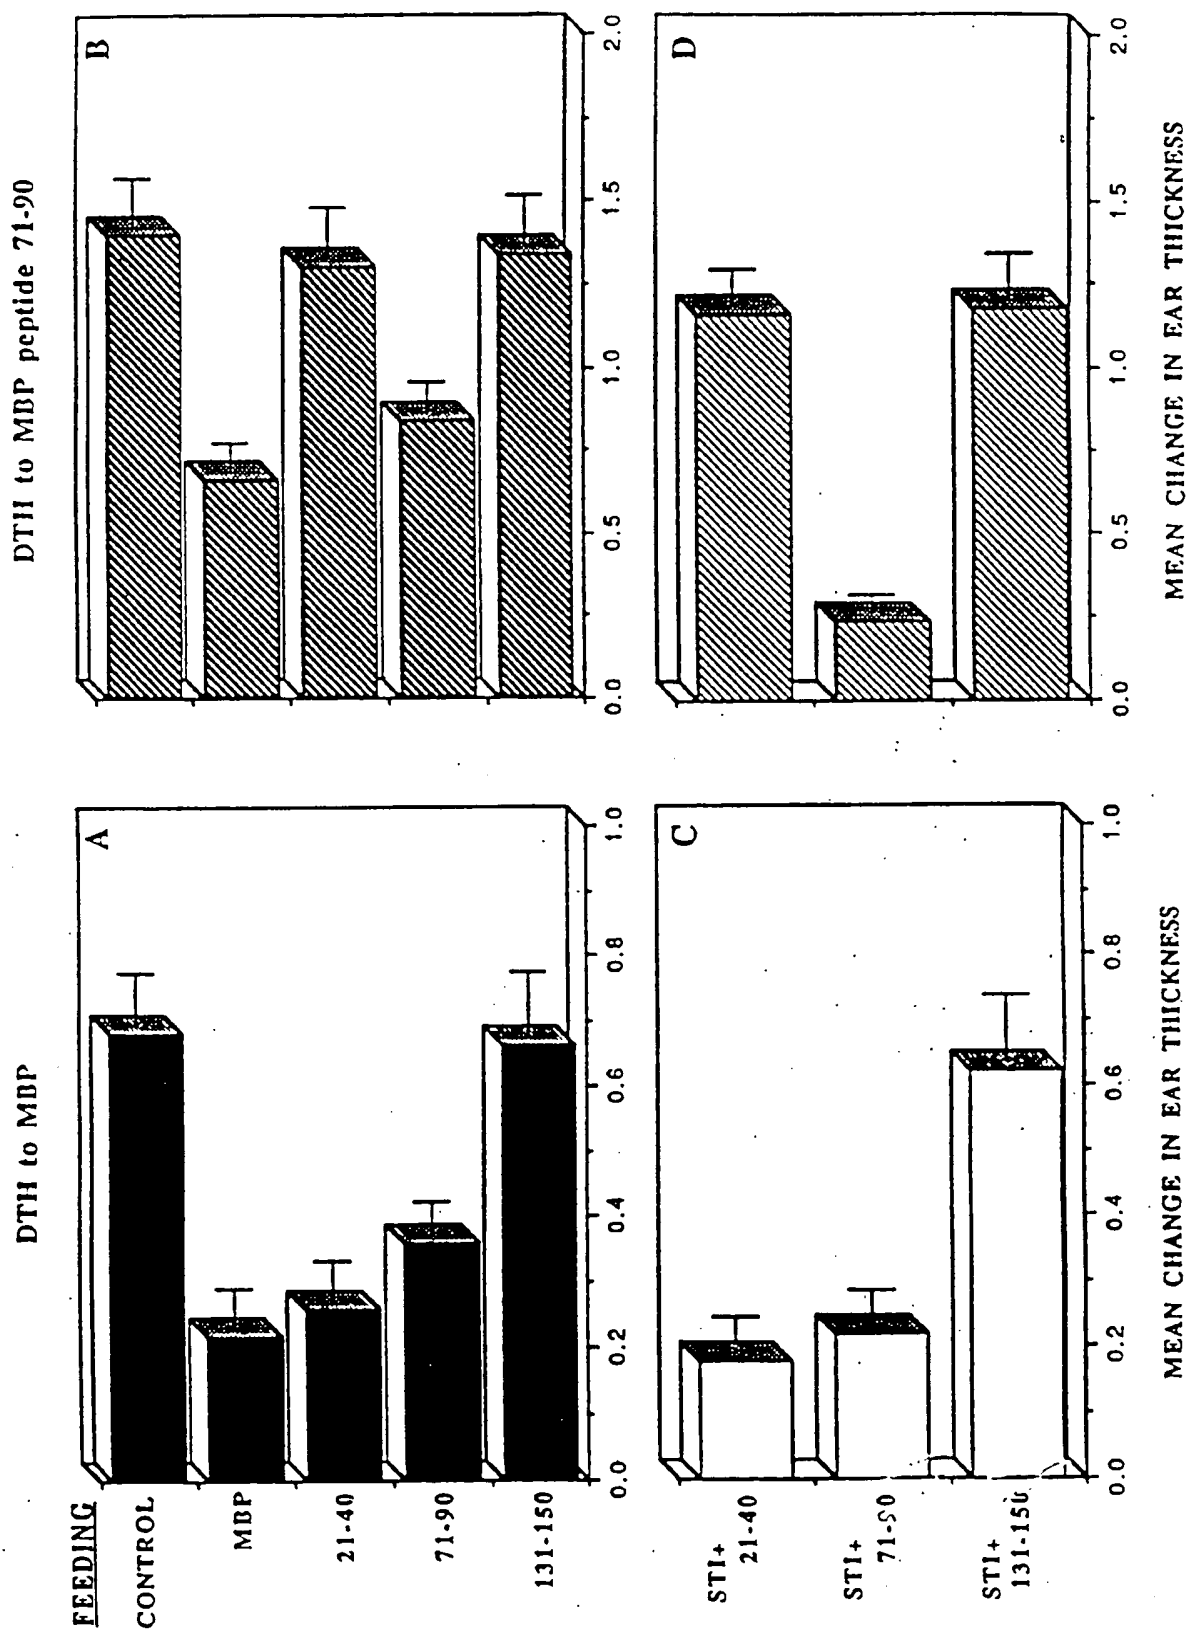 DTH to MBP
DTH to MBP peptide 71-90
FEEDING
A
B
CONTROL
MBP
21-40
71-90
131-150
0.0 0.2 0.4 0.6 0.8 1.0
0.0 0.5 1.0 1.5 2.0
C
D
STI+
21-40
STI+
71-90
STI+
131-150
0.0 0.2 0.4 0.6 0.8 1.0
0.0 0.5 1.0 1.5 2.0
MEAN CHANGE IN EAR THICKNESS
MEAN CHANGE IN EAR THICKNESS